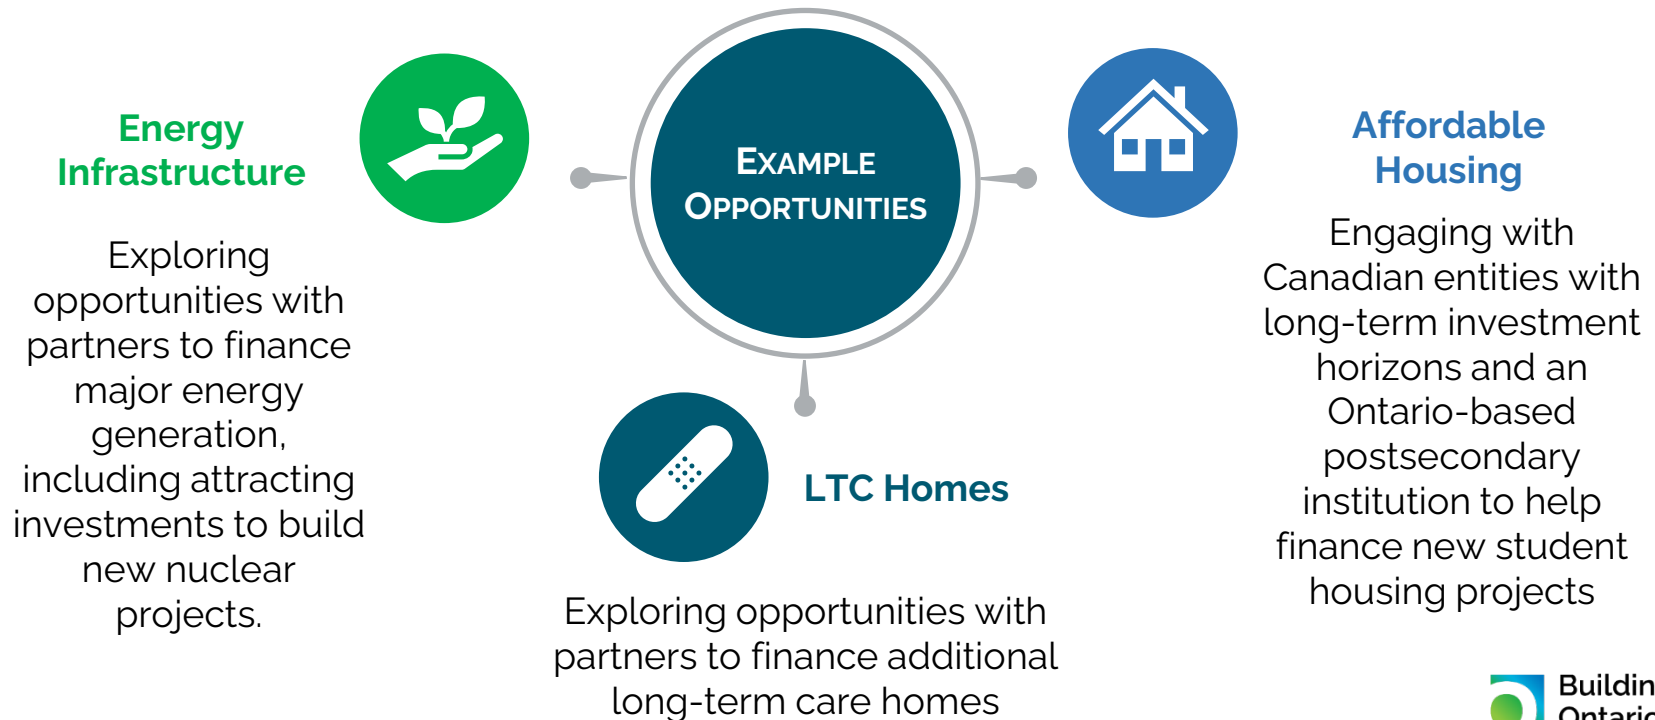 Energy
Infrastructure
Exploring
opportunities with
partners to finance
major energy
generation,
including attracting
investments to build
new nuclear
projects.
EXAMPLE
OPPORTUNITIES
LTC Homes
Exploring opportunities with
partners to finance additional
long-term care homes
Affordable
Housing
Engaging with
Canadian entities with
long-term investment
horizons and an
Ontario-based
postsecondary
institution to help
finance new student
housing projects
Buildin
Ontario